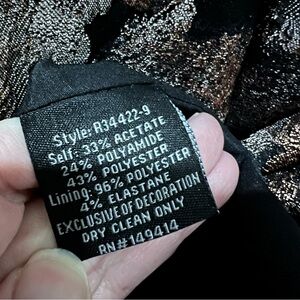 Style: A34422-9
Self: 33% ACETATE
24% POLYAMIDE
43% POLYESTER
Lining: 96% POLYESTER
4% ELASTANE
EXCLUSIVE OF DECORATION
DRY CLEAN ONLY
RN#149414